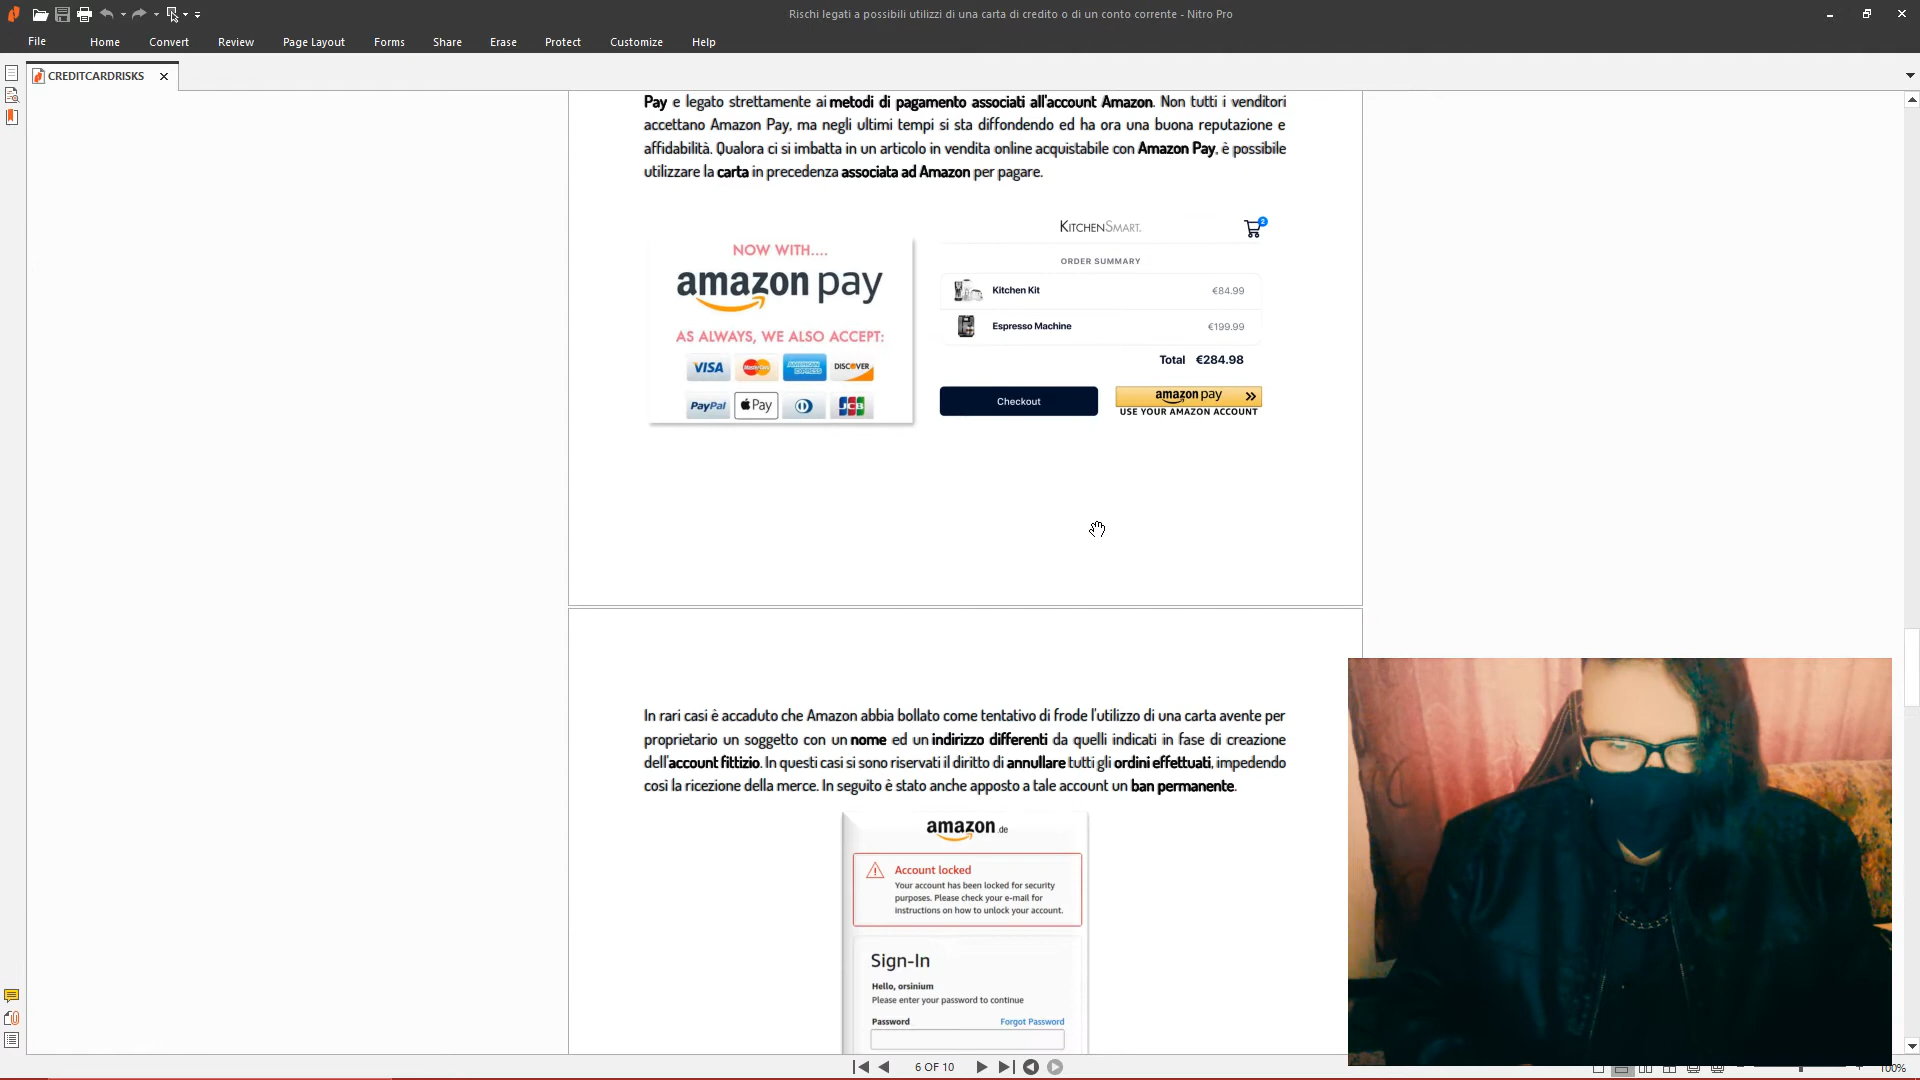 Rischi legati a possibili utilizzi di una carta di credito o di un conto corrente - Nitro Pro
File Home Convert Review Page Layout Forms Share Erase Protect Customize Help
CREDITCARDRISKS
Pay e legato strettamente ai metodi di pagamento associati all'account Amazon. Non tutti i venditori
accettano Amazon Pay, ma negli ultimi tempi si sta diffondendo ed ha ora una buona reputazione e
affidabilità. Qualora ci si imbatta in un articolo in vendita online acquistabile con Amazon Pay, è possibile
utilizzare la carta in precedenza associata ad Amazon per pagare.
NOW WITH....
amazon pay
AS ALWAYS, WE ALSO ACCEPT:
VISA MasterCard AMERICAN EXPRESS DISCOVER
PayPal Pay JCB
KITCHENSMART.
2
ORDER SUMMARY
Kitchen Kit €84.99
Espresso Machine €199.99
Total €284.98
Checkout
amazon pay
USE YOUR AMAZON ACCOUNT
In rari casi è accaduto che Amazon abbia bollato come tentativo di frode l'utilizzo di una carta avente per
proprietario un soggetto con un nome ed un indirizzo differenti da quelli indicati in fase di creazione
dell'account fittizio. In questi casi si sono riservati il diritto di annullare tutti gli ordini effettuati, impedendo
così la ricezione della merce. In seguito è stato anche apposto a tale account un ban permanente.
amazon.de
Account locked
Your account has been locked for security
purposes. Please check your e-mail for
instructions on how to unlock your account.
Sign-In
Hello, orsinium
Please enter your password to continue
Password Forgot Password
6 OF 10
100%